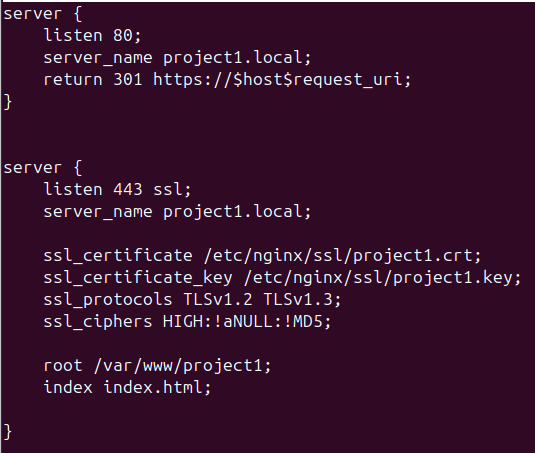 server {
    listen 80;
    server_name project1.local;
    return 301 https://$host$request_uri;
}
server {
    listen 443 ssl;
    server_name project1.local;
    ssl_certificate /etc/nginx/ssl/project1.crt;
    ssl_certificate_key /etc/nginx/ssl/project1.key;
    ssl_protocols TLSv1.2 TLSv1.3;
    ssl_ciphers HIGH:!aNULL:!MD5;
    root /var/www/project1;
    index index.html;
}